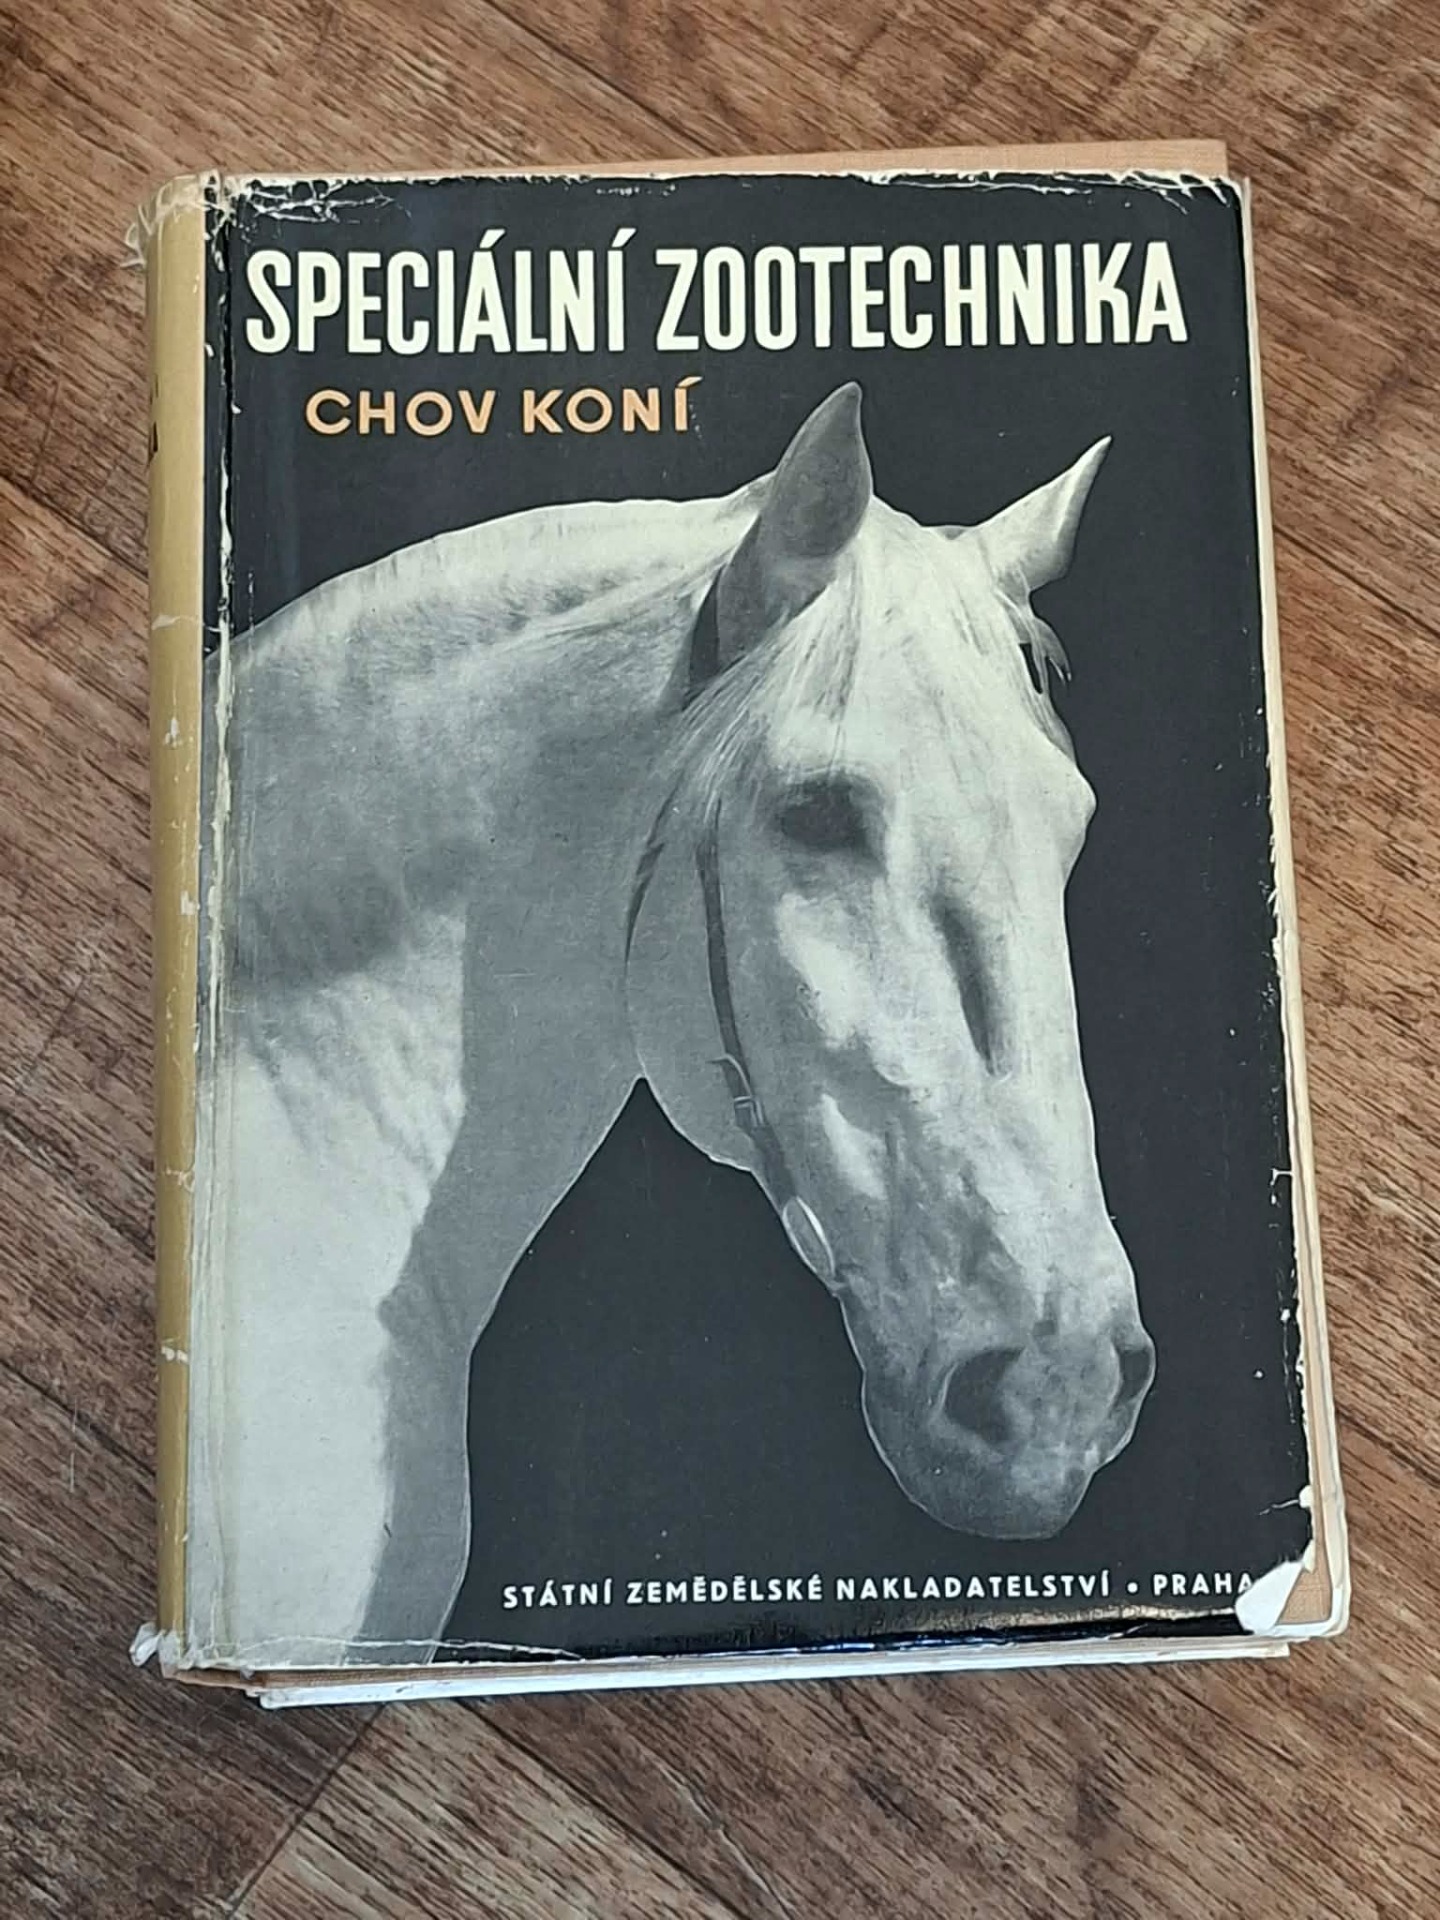 SPECIÁLNÍ ZOOTECHNIKA
CHOV KONÍ
STÁTNÍ ZEMĚDĚLSKÉ NAKLADATELSTVÍ • PRAHA